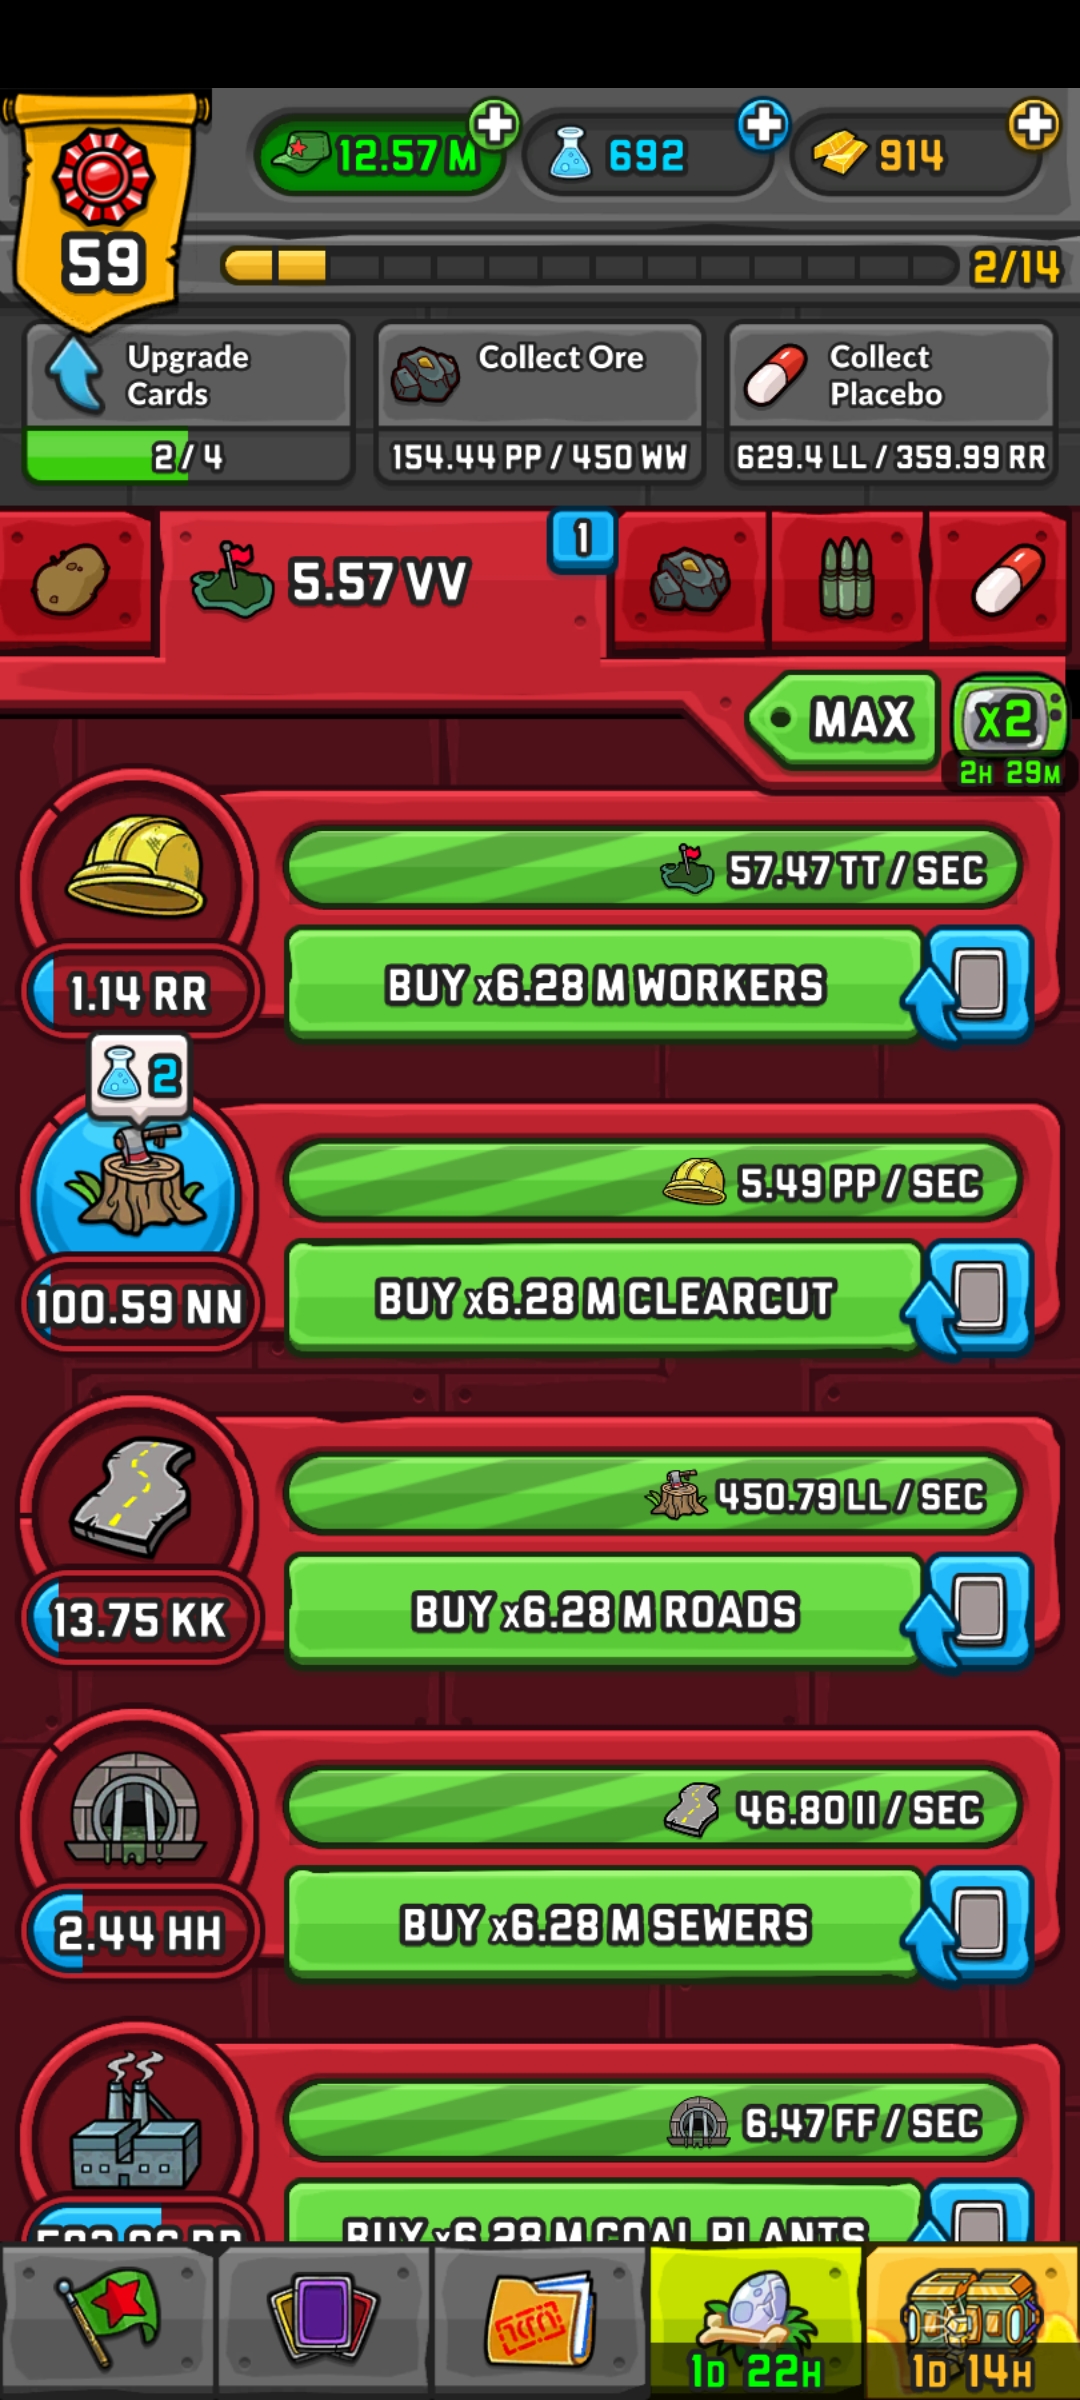 12.57 M
692
914
59
2/14
Upgrade
Cards
2 / 4
Collect Ore
154.44 PP / 450 WW
Collect
Placebo
629.4 LL / 359.99 RR
5.57 VV
1
MAX
x2
2H 29M
57.47 TT / SEC
1.14 RR
BUY x6.28 M WORKERS
2
5.49 PP / SEC
100.59 NN
BUY x6.28 M CLEARCUT
450.79 LL / SEC
13.75 KK
BUY x6.28 M ROADS
46.80 II / SEC
2.44 HH
BUY x6.28 M SEWERS
6.47 FF / SEC
BUY x6.28 M COAL PLANTS
1D 22H
1D 14H